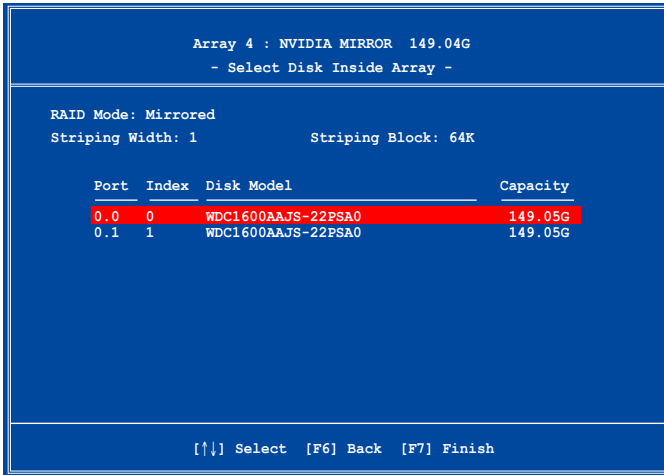 Array 4 : NVIDIA MIRROR 149.04G
- Select Disk Inside Array -
RAID Mode: Mirrored
Striping Width: 1 Striping Block: 64K
Port Index Disk Model Capacity
0.0 0 WDC1600AAJS-22PSA0 149.05G
0.1 1 WDC1600AAJS-22PSA0 149.05G
[↑↓] Select [F6] Back [F7] Finish